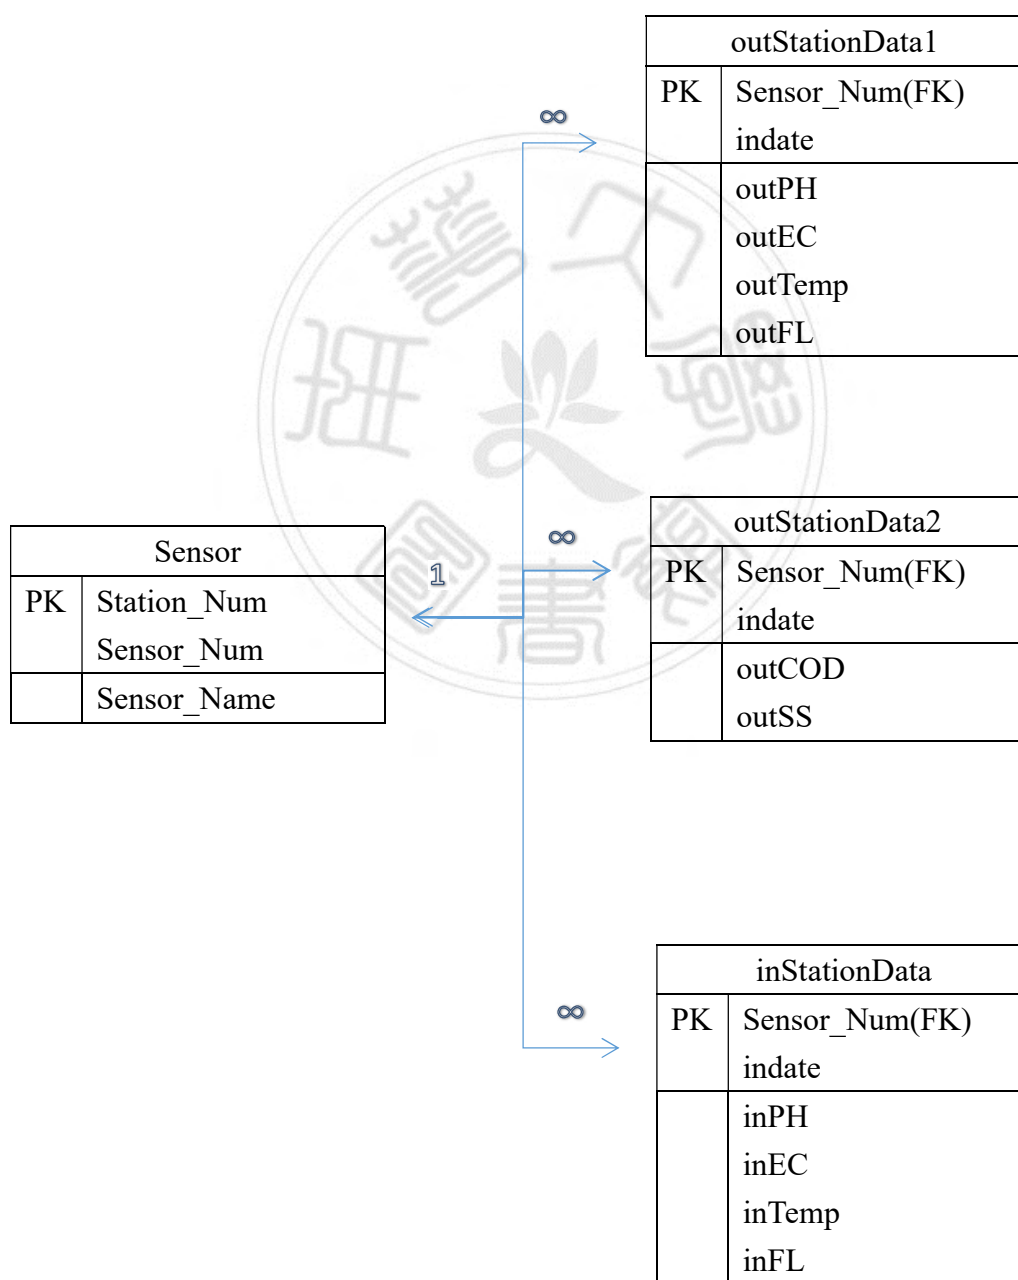 outStationData1
PK Sensor_Num(FK)
indate
outPH
outEC
outTemp
outFL
∞
outStationData2
PK Sensor_Num(FK)
indate
outCOD
outSS
∞
Sensor
PK Station_Num
Sensor_Num
Sensor_Name
1
inStationData
PK Sensor_Num(FK)
indate
inPH
inEC
inTemp
inFL
∞